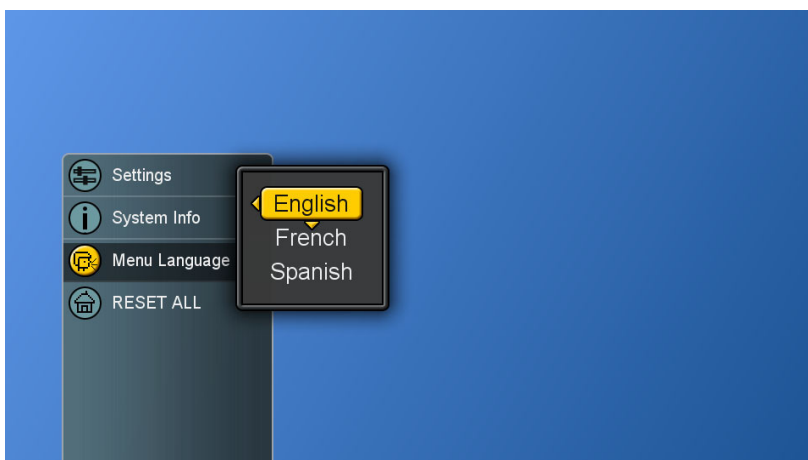 Settings
System Info
Menu Language
RESET ALL
English
French
Spanish